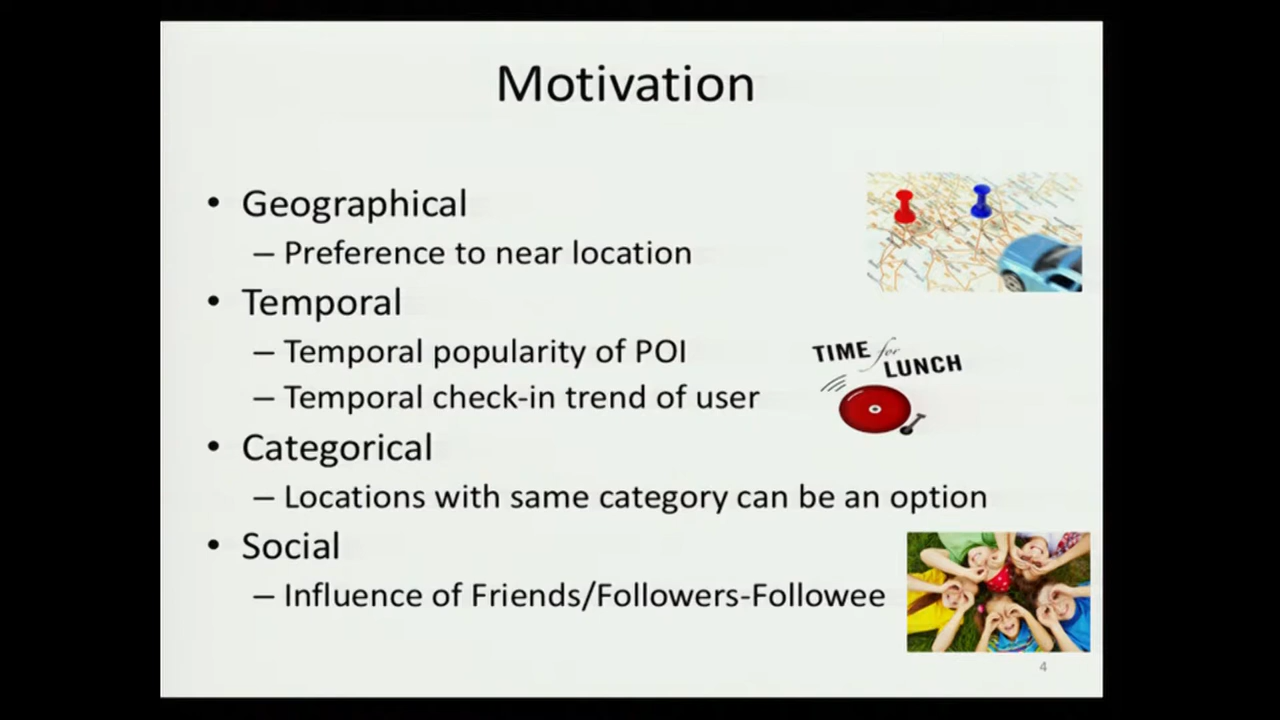 Motivation
• Geographical
– Preference to near location
• Temporal
– Temporal popularity of POI
– Temporal check-in trend of user
TIME for
LUNCH
• Categorical
– Locations with same category can be an option
• Social
– Influence of Friends/Followers-Followee
4